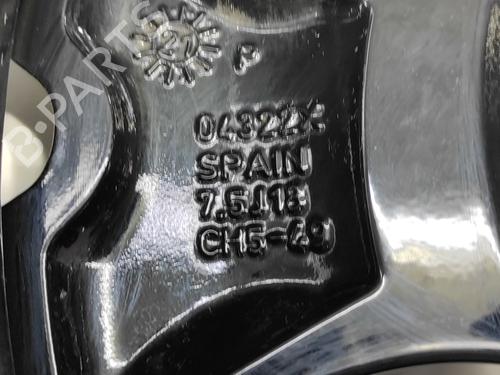 B-PARTS
P
04322X
SPAIN
7.5J18
CH5-49